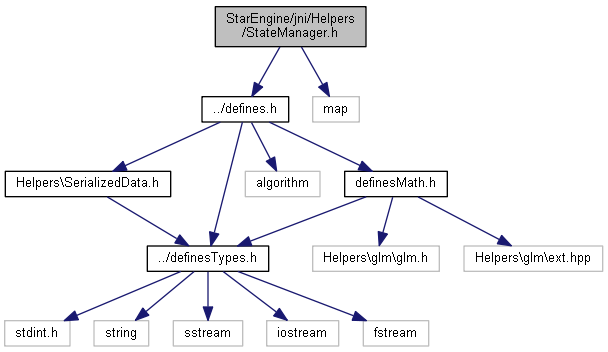 StarEngine/jni/Helpers
/StateManager.h
../defines.h
map
Helpers\SerializedData.h
algorithm
definesMath.h
../definesTypes.h
Helpers\glm\glm.h
Helpers\glm\ext.hpp
stdint.h
string
sstream
iostream
fstream